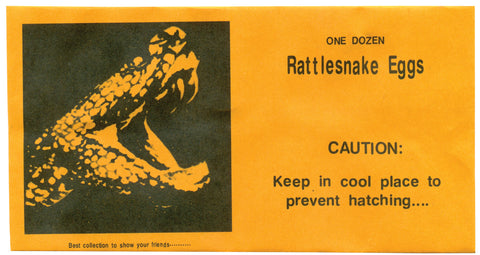 ONE DOZEN
Rattlesnake Eggs
CAUTION:
Keep in cool place to
prevent hatching....
Best collection to show your friends..........